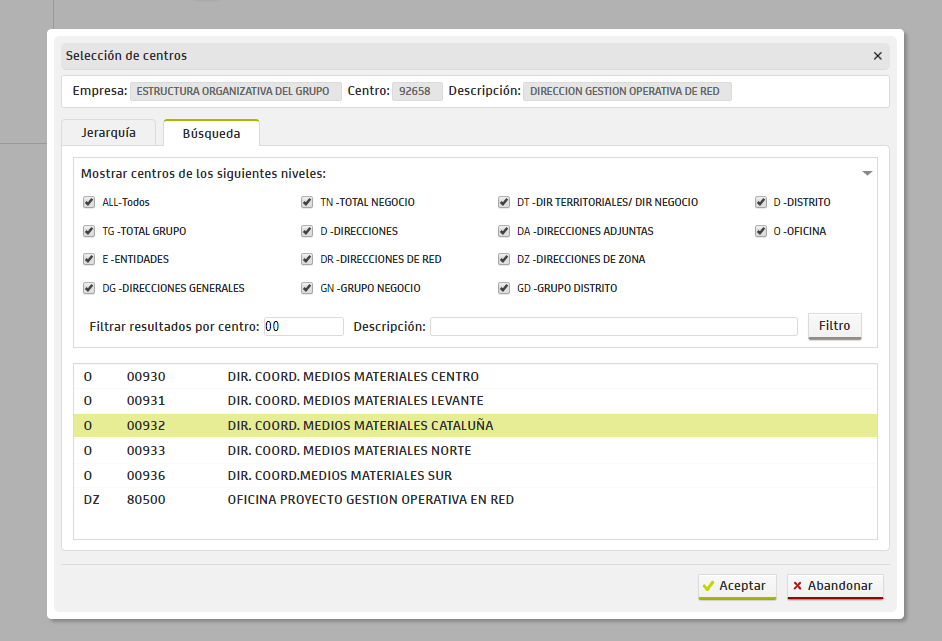 Selección de centros
Empresa: ESTRUCTURA ORGANIZATIVA DEL GRUPO Centro: 92658 Descripción: DIRECCION GESTION OPERATIVA DE RED
Jerarquía Búsqueda
Mostrar centros de los siguientes niveles:
ALL-Todos TN -TOTAL NEGOCIO DT -DIR TERRITORIALES/ DIR NEGOCIO D -DISTRITO
TG -TOTAL GRUPO D -DIRECCIONES DA -DIRECCIONES ADJUNTAS O -OFICINA
E -ENTIDADES DR -DIRECCIONES DE RED DZ -DIRECCIONES DE ZONA
DG -DIRECCIONES GENERALES GN -GRUPO NEGOCIO GD -GRUPO DISTRITO
Filtrar resultados por centro: 00 Descripción: Filtro
O 00930 DIR. COORD. MEDIOS MATERIALES CENTRO
O 00931 DIR. COORD. MEDIOS MATERIALES LEVANTE
O 00932 DIR. COORD. MEDIOS MATERIALES CATALUÑA
O 00933 DIR. COORD. MEDIOS MATERIALES NORTE
O 00936 DIR. COORD.MEDIOS MATERIALES SUR
DZ 80500 OFICINA PROYECTO GESTION OPERATIVA EN RED
Aceptar Abandonar